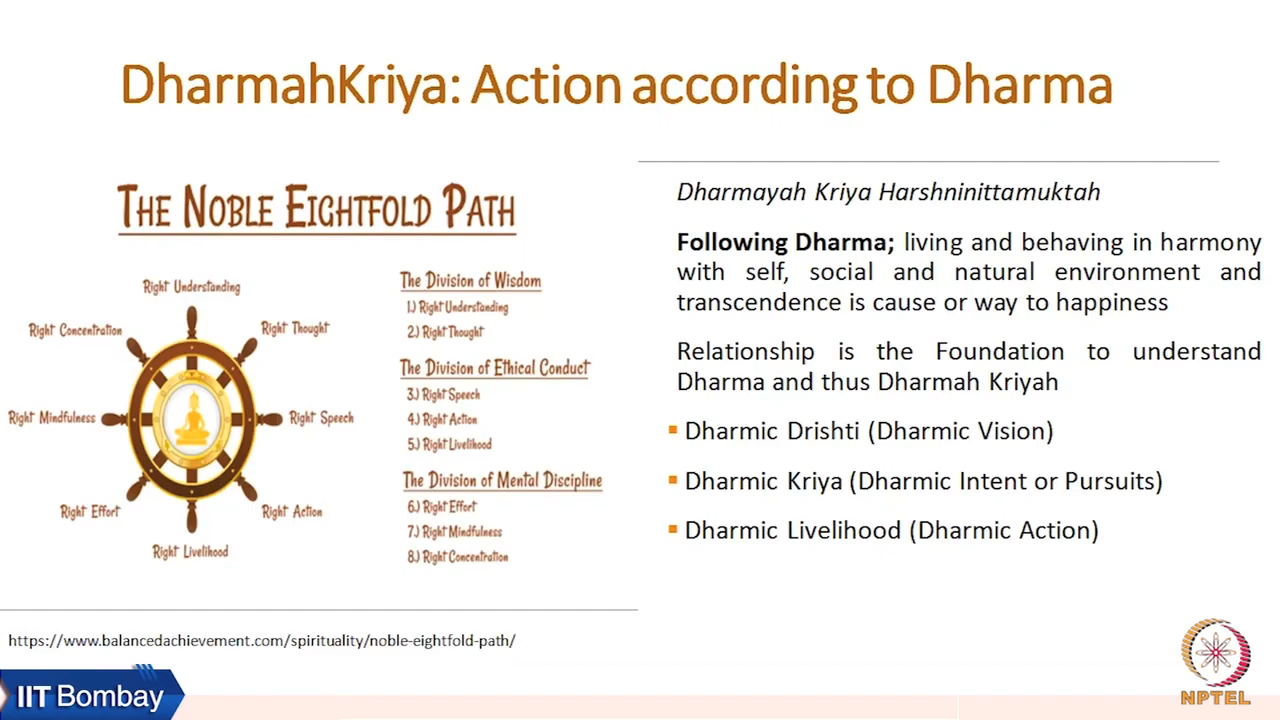 DharmahKriya: Action according to Dharma
THE NOBLE EIGHTFOLD PATH
Right Understanding
Right Concentration
Right Thought
Right Mindfulness
Right Speech
Right Effort
Right Action
Right Livelihood
The Division of Wisdom
1.) Right Understanding
2.) Right Thought
The Division of Ethical Conduct
3.) Right Speech
4.) Right Action
5.) Right Livelihood
The Division of Mental Discipline
6.) Right Effort
7.) Right Mindfulness
8.) Right Concentration
https://www.balancedachievement.com/spirituality/noble-eightfold-path/
Dharmayah Kriya Harshninittamuktah
Following Dharma; living and behaving in harmony
with self, social and natural environment and
transcendence is cause or way to happiness
Relationship is the Foundation to understand
Dharma and thus Dharmah Kriyah
▪ Dharmic Drishti (Dharmic Vision)
▪ Dharmic Kriya (Dharmic Intent or Pursuits)
▪ Dharmic Livelihood (Dharmic Action)
IIT Bombay
NPTEL